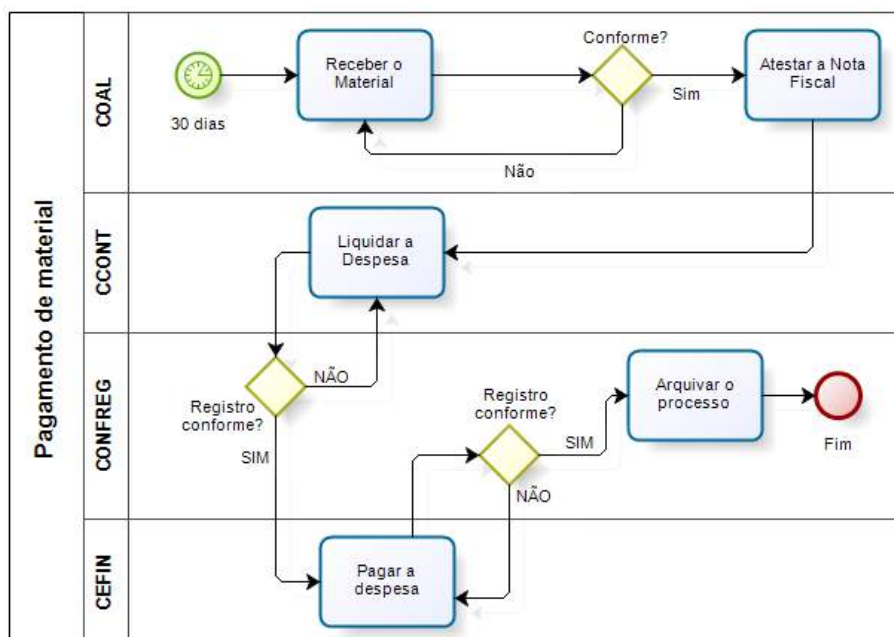 Pagamento de material
COAL
30 dias
Receber o
Material
Conforme?
Sim
Não
Atestar a Nota
Fiscal
CCONT
Liquidar a
Despesa
CONFREG
Registro
conforme?
NÃO
SIM
Registro
conforme?
SIM
NÃO
Arquivar o
processo
Fim
CEFIN
Pagar a
despesa